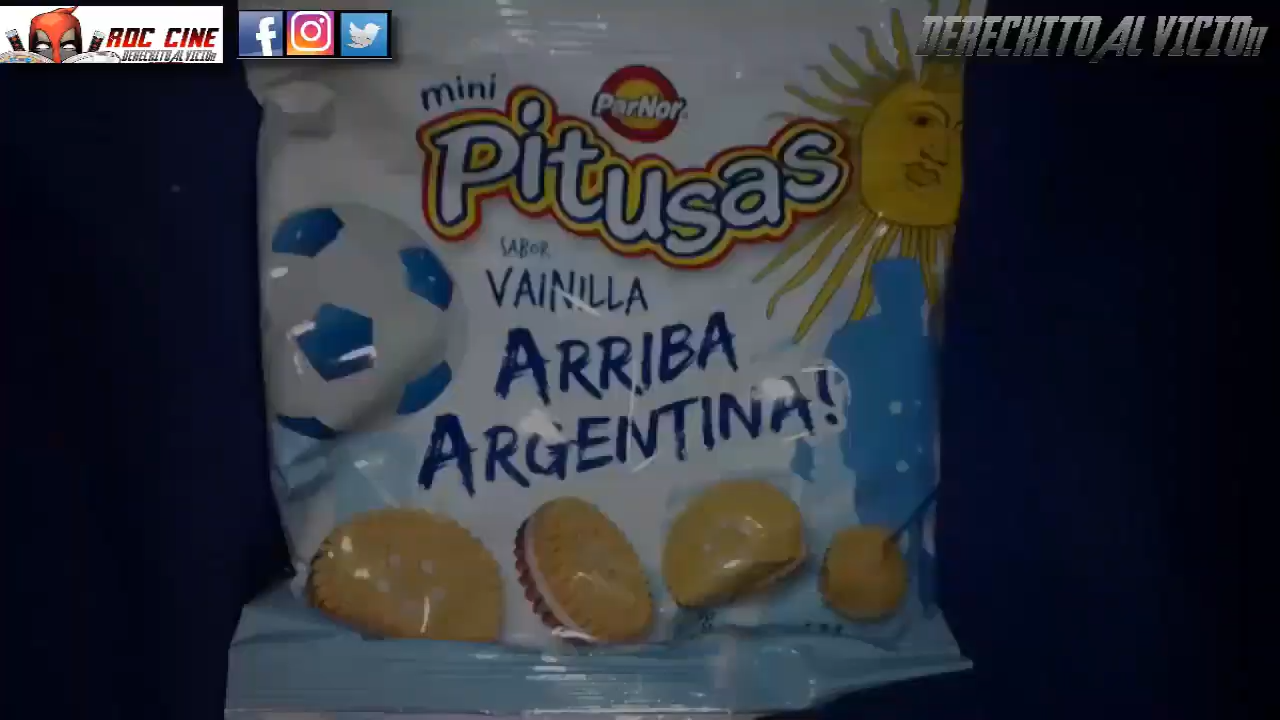 ROC CINE
DERECHITO AL VICIO!!
DERECHITO AL VICIO!!
mini
ParNor
Pitusas
SABOR
VAINILLA
ARRIBA
ARGENTINA!